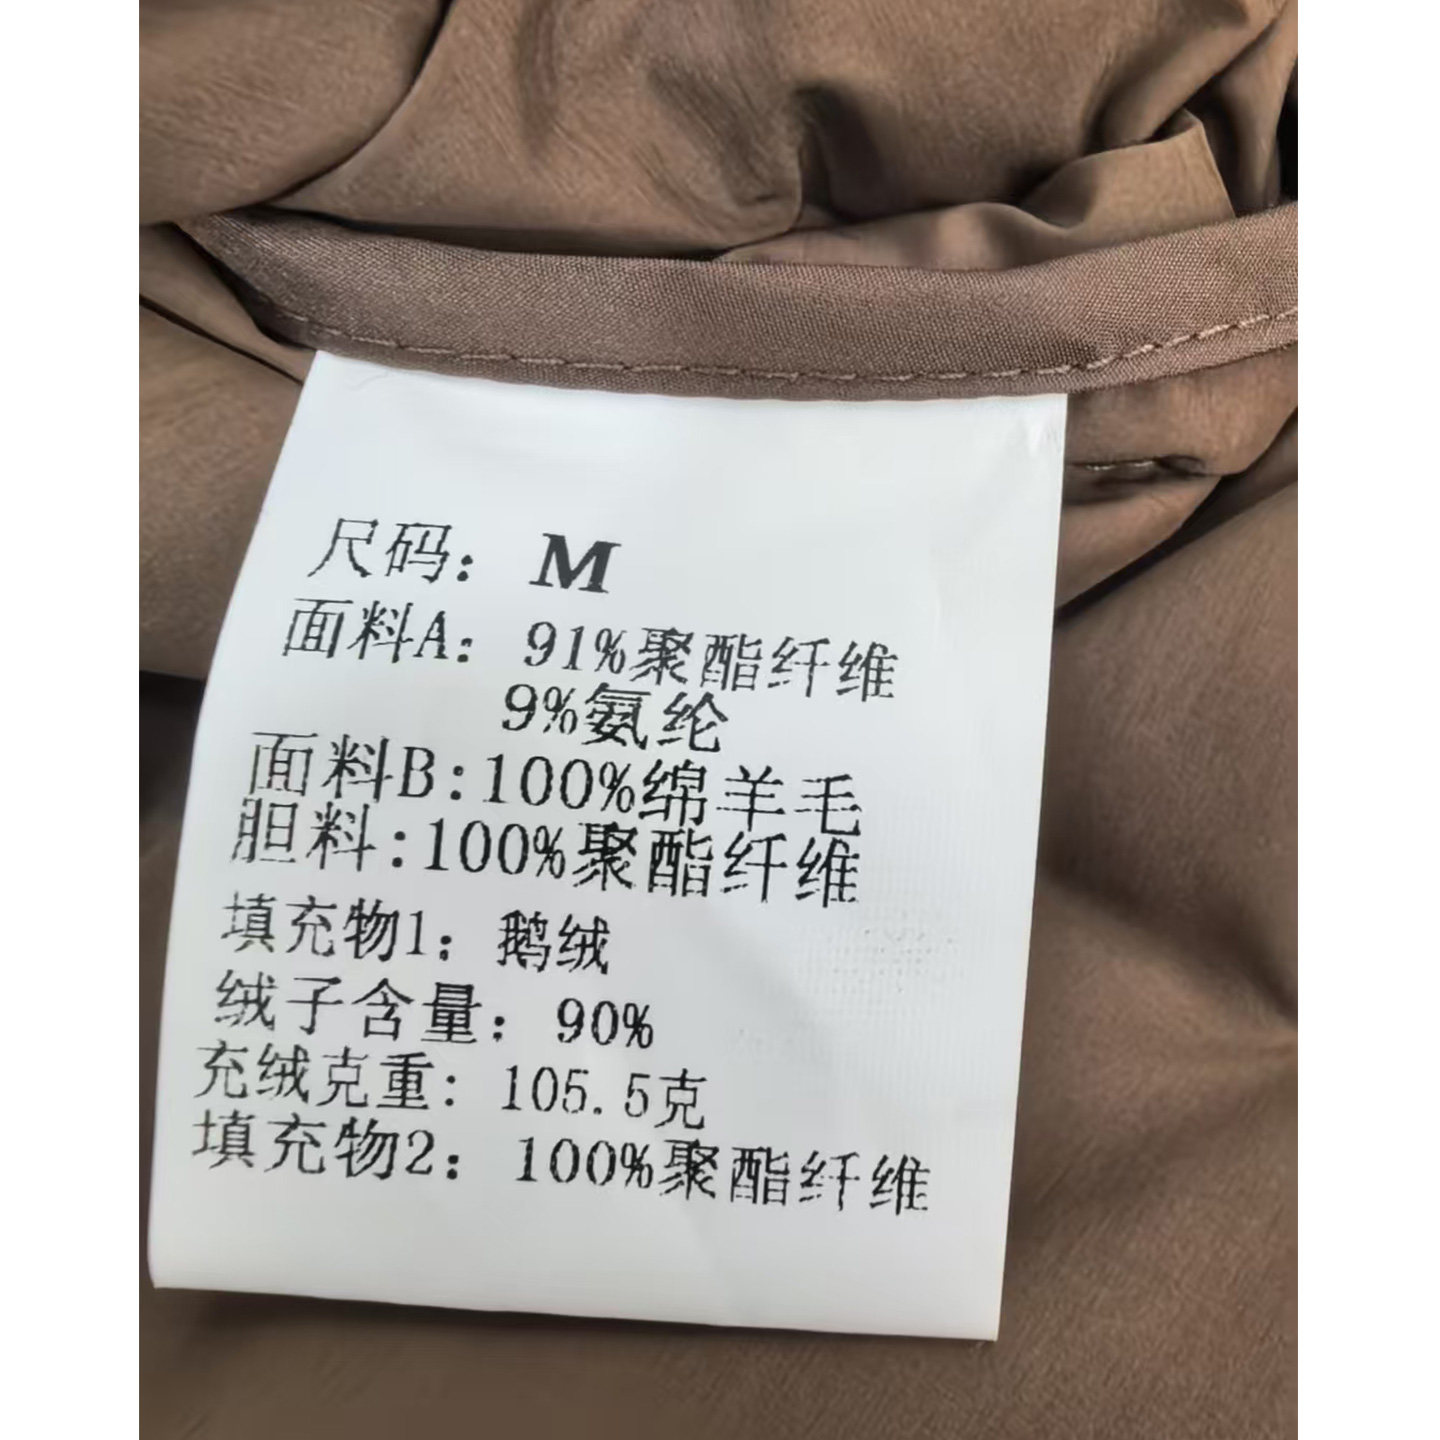 尺码：M
面料A：91%聚酯纤维
9%氨纶
面料B:100%绵羊毛
胆料:100%聚酯纤维
填充物1：鹅绒
绒子含量：90%
充绒克重：105.5克
填充物2：100%聚酯纤维